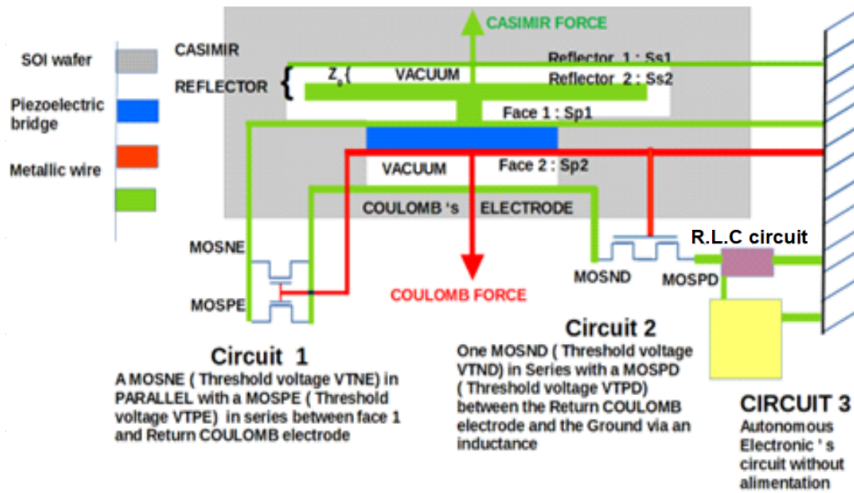 CASIMIR FORCE
SOI wafer
CASIMIR
REFLECTOR
{
Z0{
VACUUM
Reflector 1 : Ss1
Reflector 2 : Ss2
Piezoelectric
bridge
Face 1 : Sp1
Metallic wire
VACUUM
Face 2 : Sp2
COULOMB 's ELECTRODE
MOSNE
MOSPE
COULOMB FORCE
MOSND
MOSPD
R.L.C circuit
Circuit 1
A MOSNE ( Threshold voltage VTNE) in
PARALLEL with a MOSPE ( Threshold
voltage VTPE) in series between face 1
and Return COULOMB electrode
Circuit 2
One MOSND ( Threshold voltage
VTND) in Series with a MOSPD
( Threshold voltage VTPD)
between the Return COULOMB
electrode and the Ground via an
inductance
CIRCUIT 3
Autonomous
Electronic ' s
circuit without
alimentation